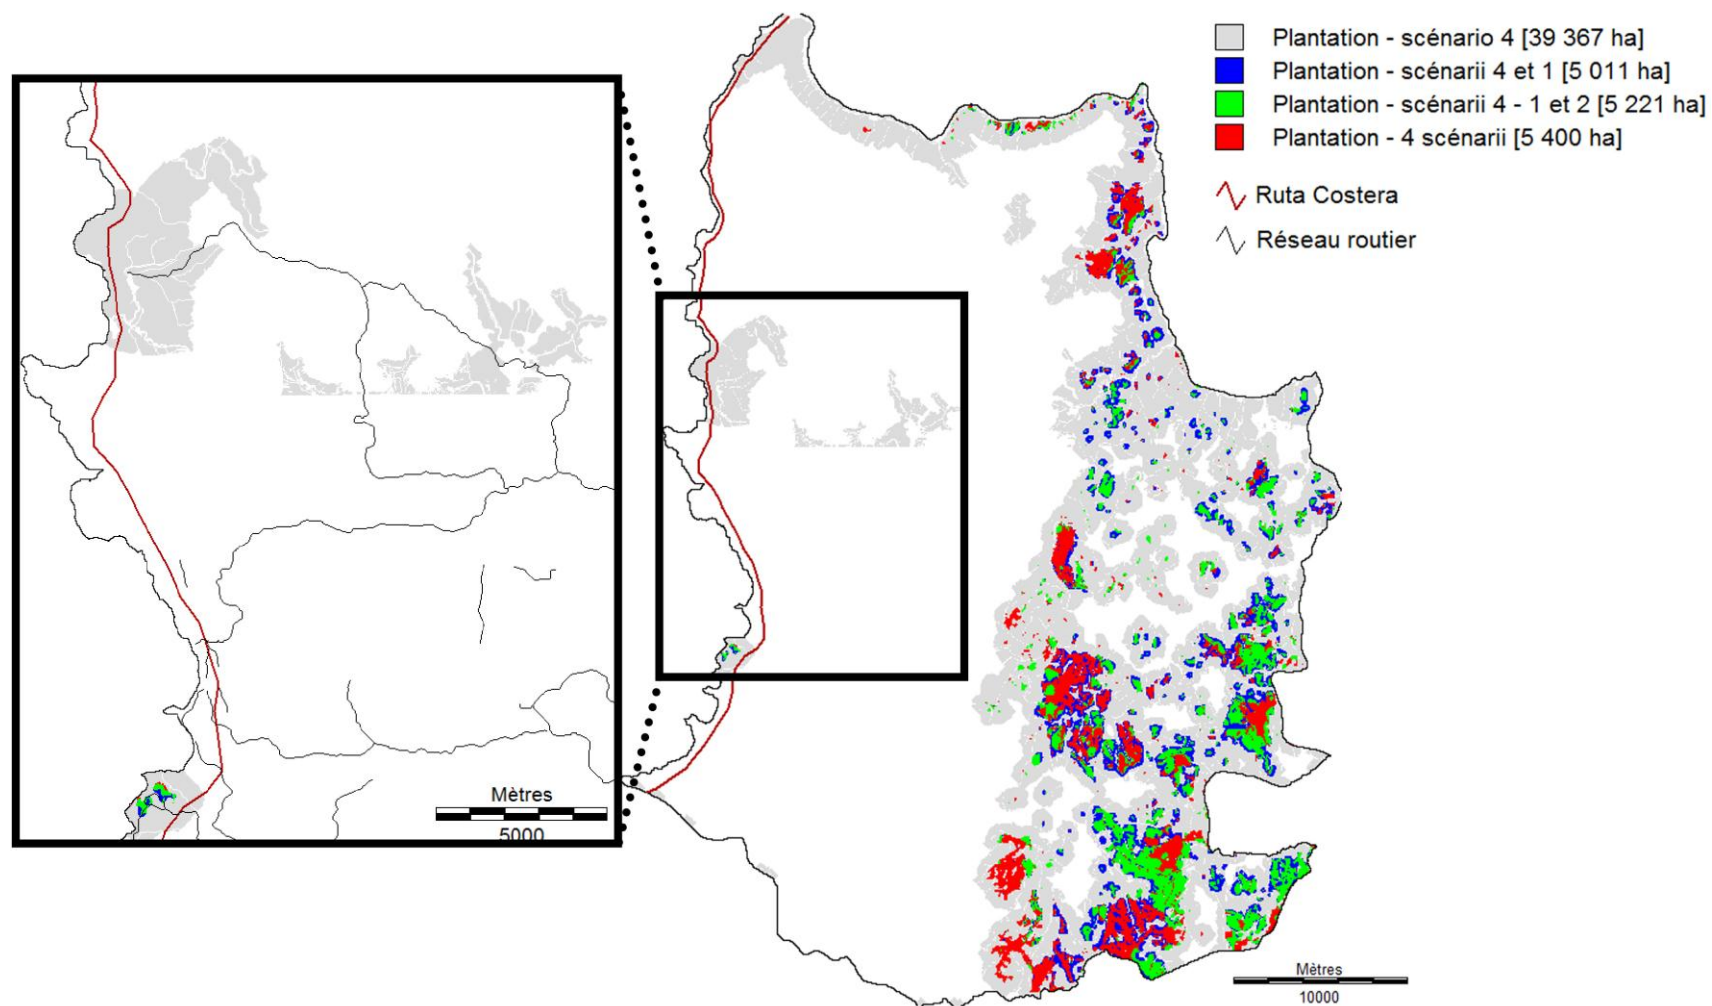 Plantation - scénario 4 [39 367 ha]
Plantation - scénarii 4 et 1 [5 011 ha]
Plantation - scénarii 4 - 1 et 2 [5 221 ha]
Plantation - 4 scénarii [5 400 ha]
Ruta Costera
Réseau routier
Mètres
5000
Mètres
10000